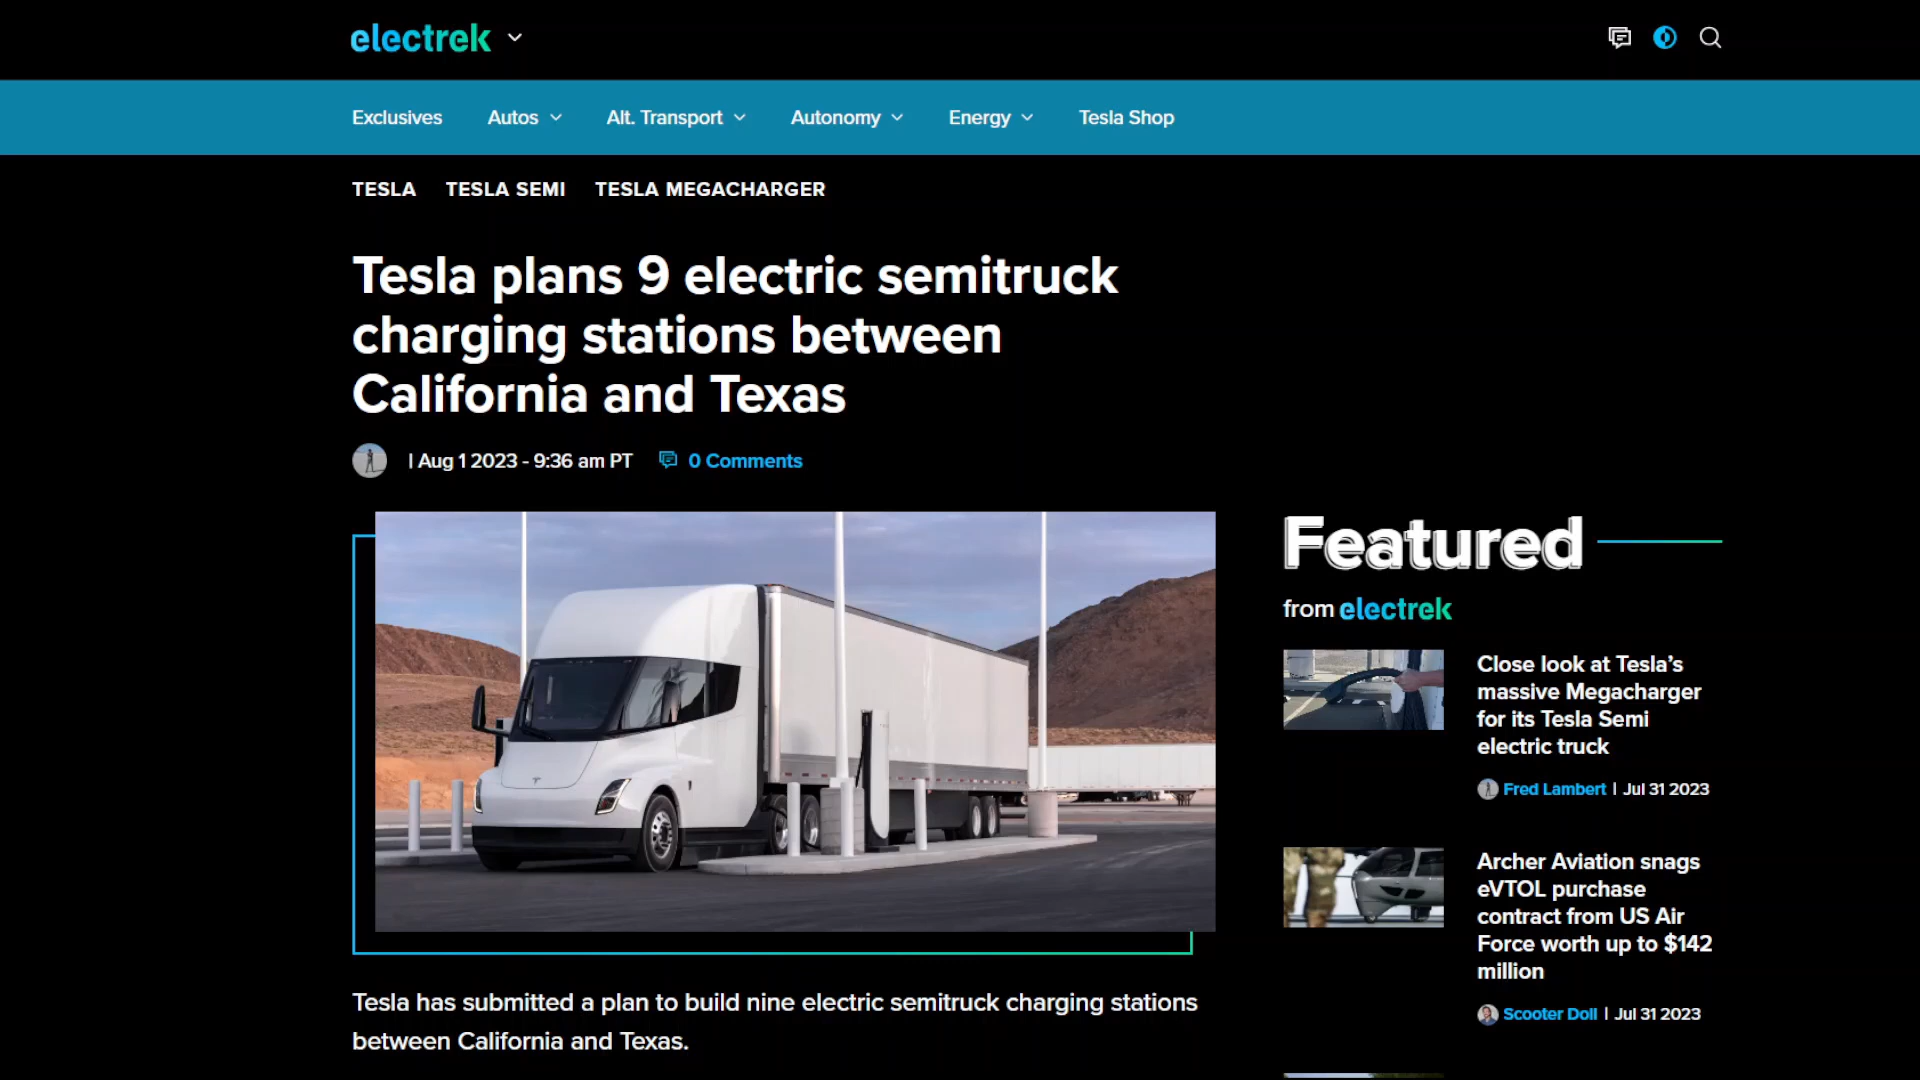 electrek
Exclusives Autos Alt. Transport Autonomy Energy Tesla Shop
TESLA TESLA SEMI TESLA MEGACHARGER
Tesla plans 9 electric semitruck
charging stations between
California and Texas
| Aug 1 2023 - 9:36 am PT 0 Comments
Featured
from electrek
Close look at Tesla’s
massive Megacharger
for its Tesla Semi
electric truck
Fred Lambert | Jul 31 2023
Archer Aviation snags
eVTOL purchase
contract from US Air
Force worth up to $142
million
Scooter Doll | Jul 31 2023
Tesla has submitted a plan to build nine electric semitruck charging stations
between California and Texas.